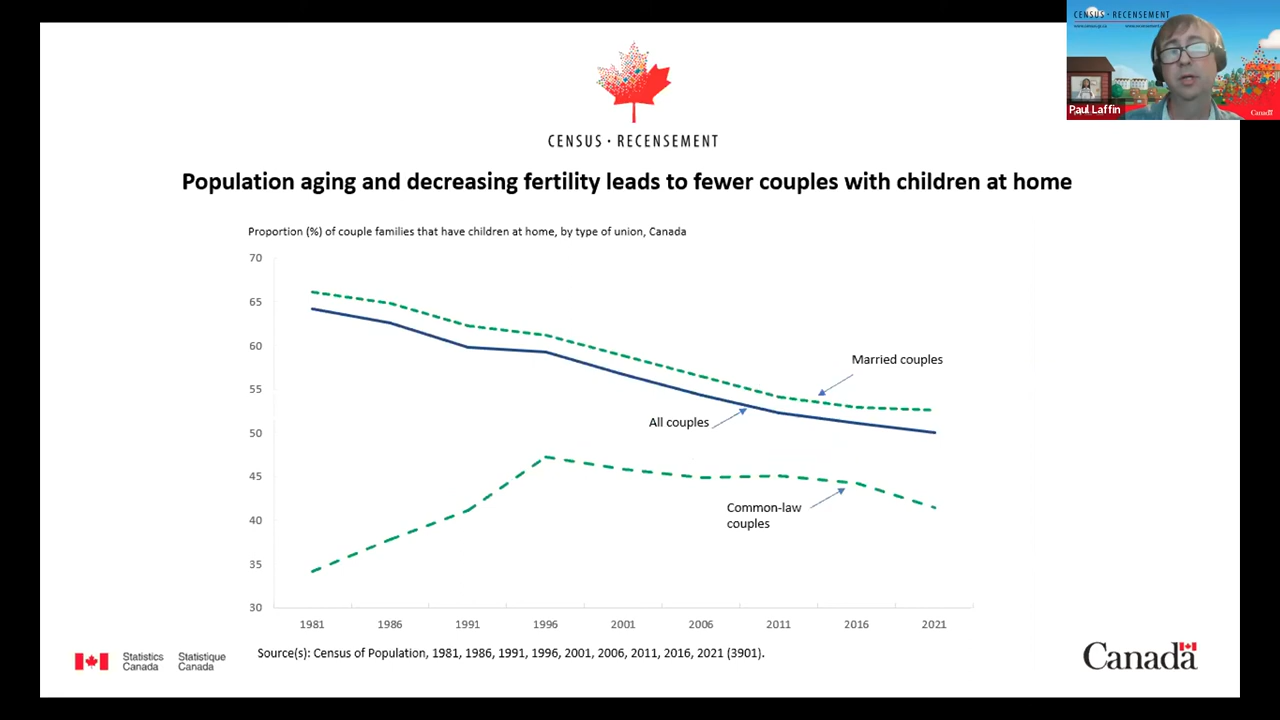 CENSUS · RECENSEMENT
Paul Laffin
Canada
CENSUS · RECENSEMENT
Population aging and decreasing fertility leads to fewer couples with children at home
Proportion (%) of couple families that have children at home, by type of union, Canada
70
65
60
55
50
45
40
35
30
Married couples
All couples
Common-law
couples
1981 1986 1991 1996 2001 2006 2011 2016 2021
Source(s): Census of Population, 1981, 1986, 1991, 1996, 2001, 2006, 2011, 2016, 2021 (3901).
Statistics Statistique
Canada Canada
Canada